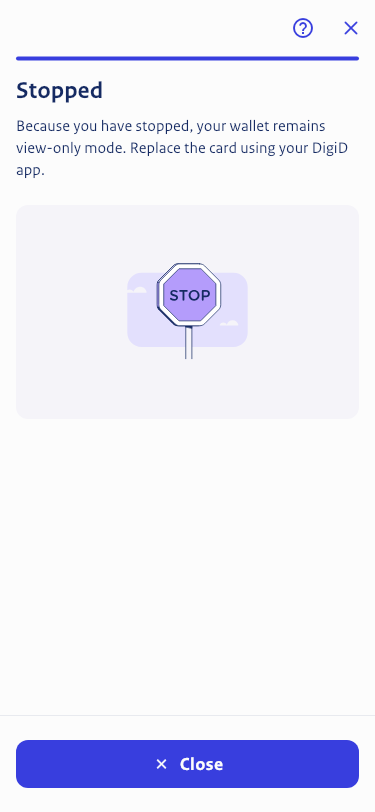 Stopped
Because you have stopped, your wallet remains
view-only mode. Replace the card using your DigiD
app.
STOP
Close